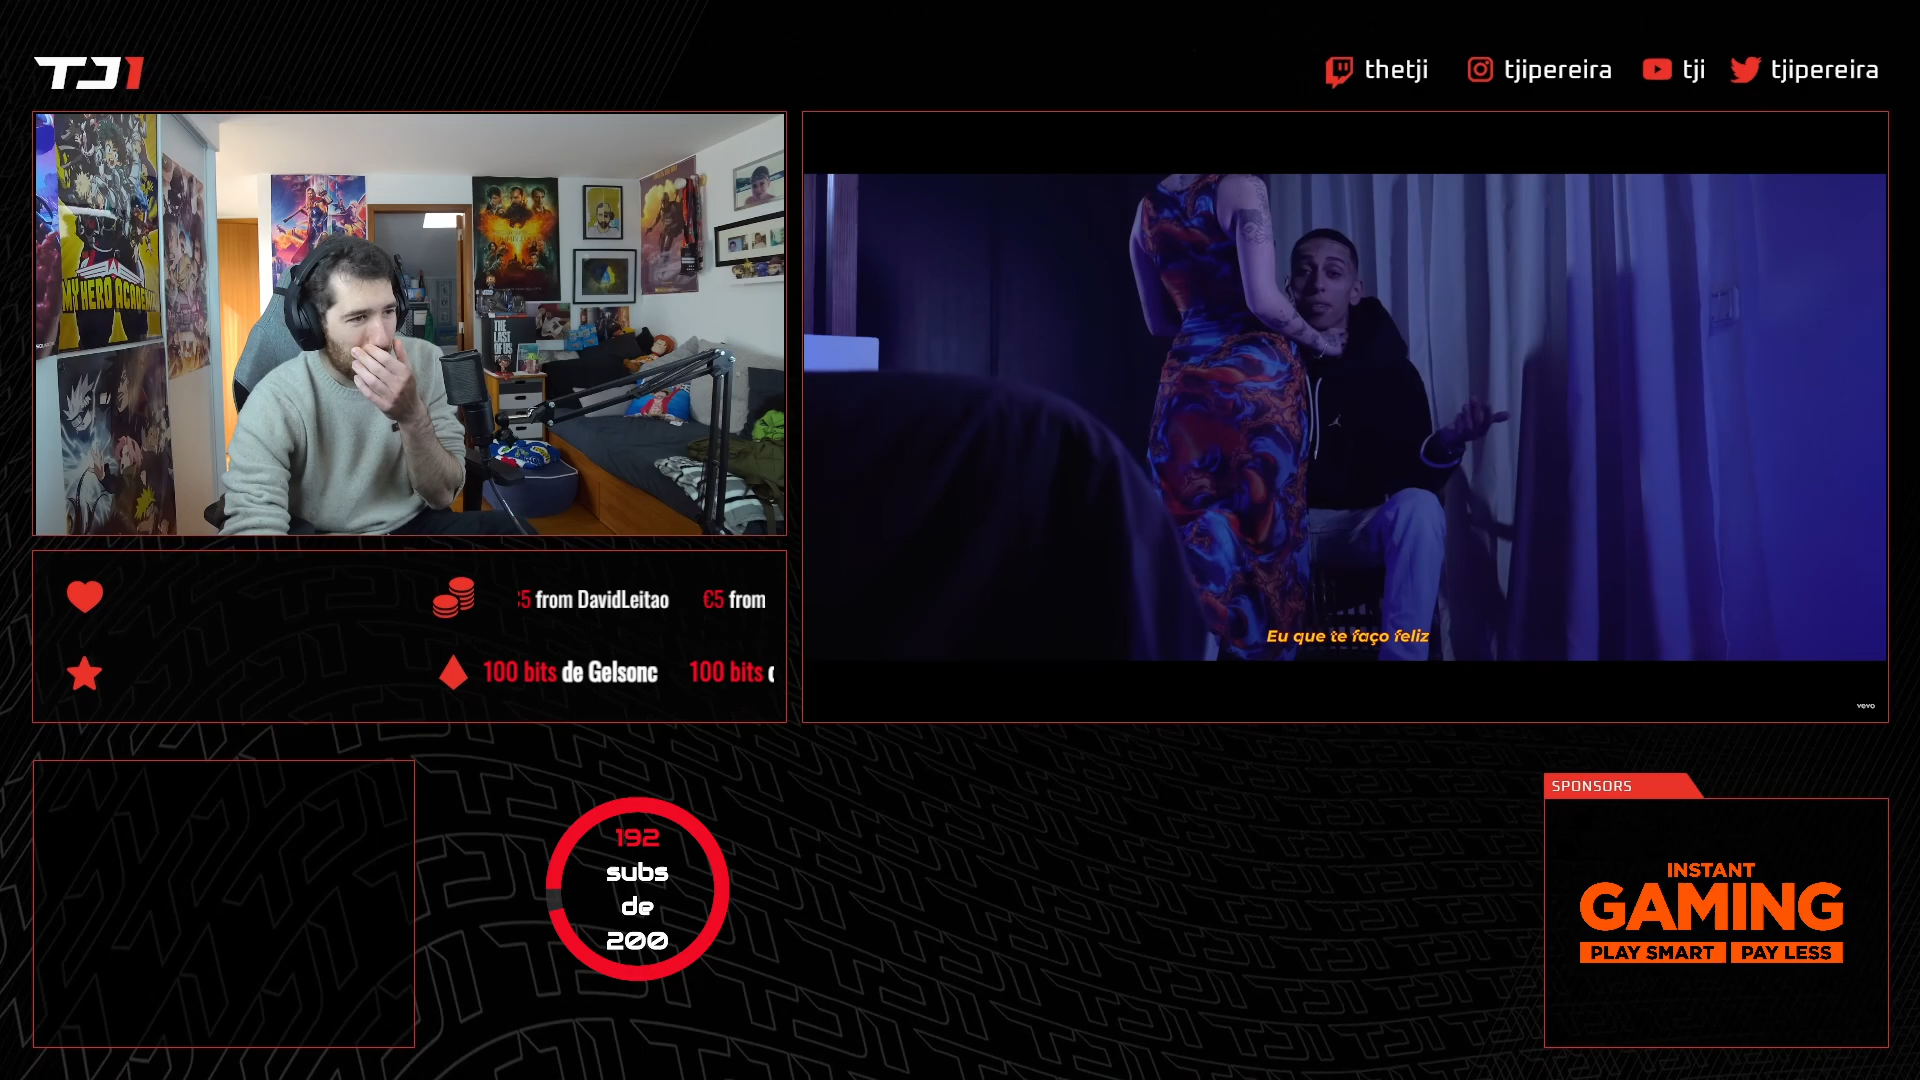 TJI
thetji
tjipereira
tji
tjipereira
MY HERO ACADEMIA
THE
LAST
OF US
€5 from DavidLeitao €5 from
100 bits de Gelsonc 100 bits
Eu que te faço feliz
vevo
192
subs
de
200
SPONSORS
INSTANT
GAMING
PLAY SMART PAY LESS